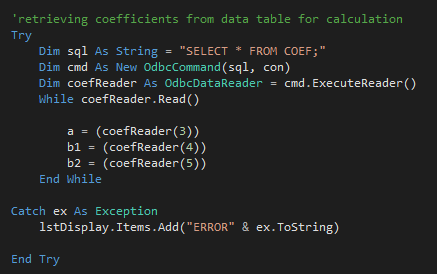 'retrieving coefficients from data table for calculation
Try
    Dim sql As String = "SELECT * FROM COEF;"
    Dim cmd As New OdbcCommand(sql, con)
    Dim coefReader As OdbcDataReader = cmd.ExecuteReader()
    While coefReader.Read()

        a = (coefReader(3))
        b1 = (coefReader(4))
        b2 = (coefReader(5))
    End While

Catch ex As Exception
    lstDisplay.Items.Add("ERROR" & ex.ToString)

End Try